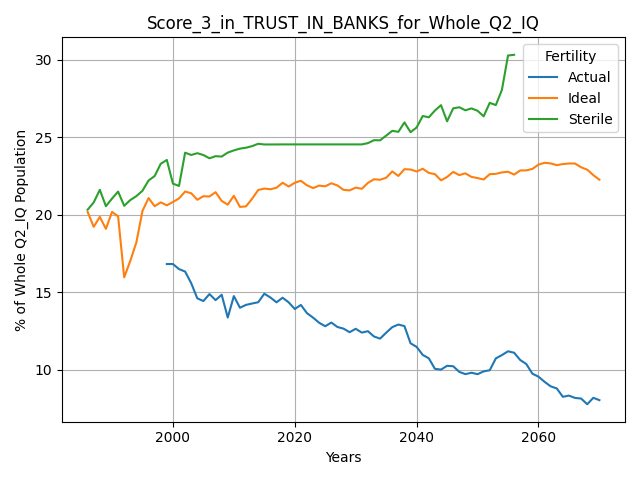 Score_3_in_TRUST_IN_BANKS_for_Whole_Q2_IQ
Fertility
Actual
Ideal
Sterile
% of Whole Q2_IQ Population
30
25
20
15
10
2000
2020
2040
2060
Years